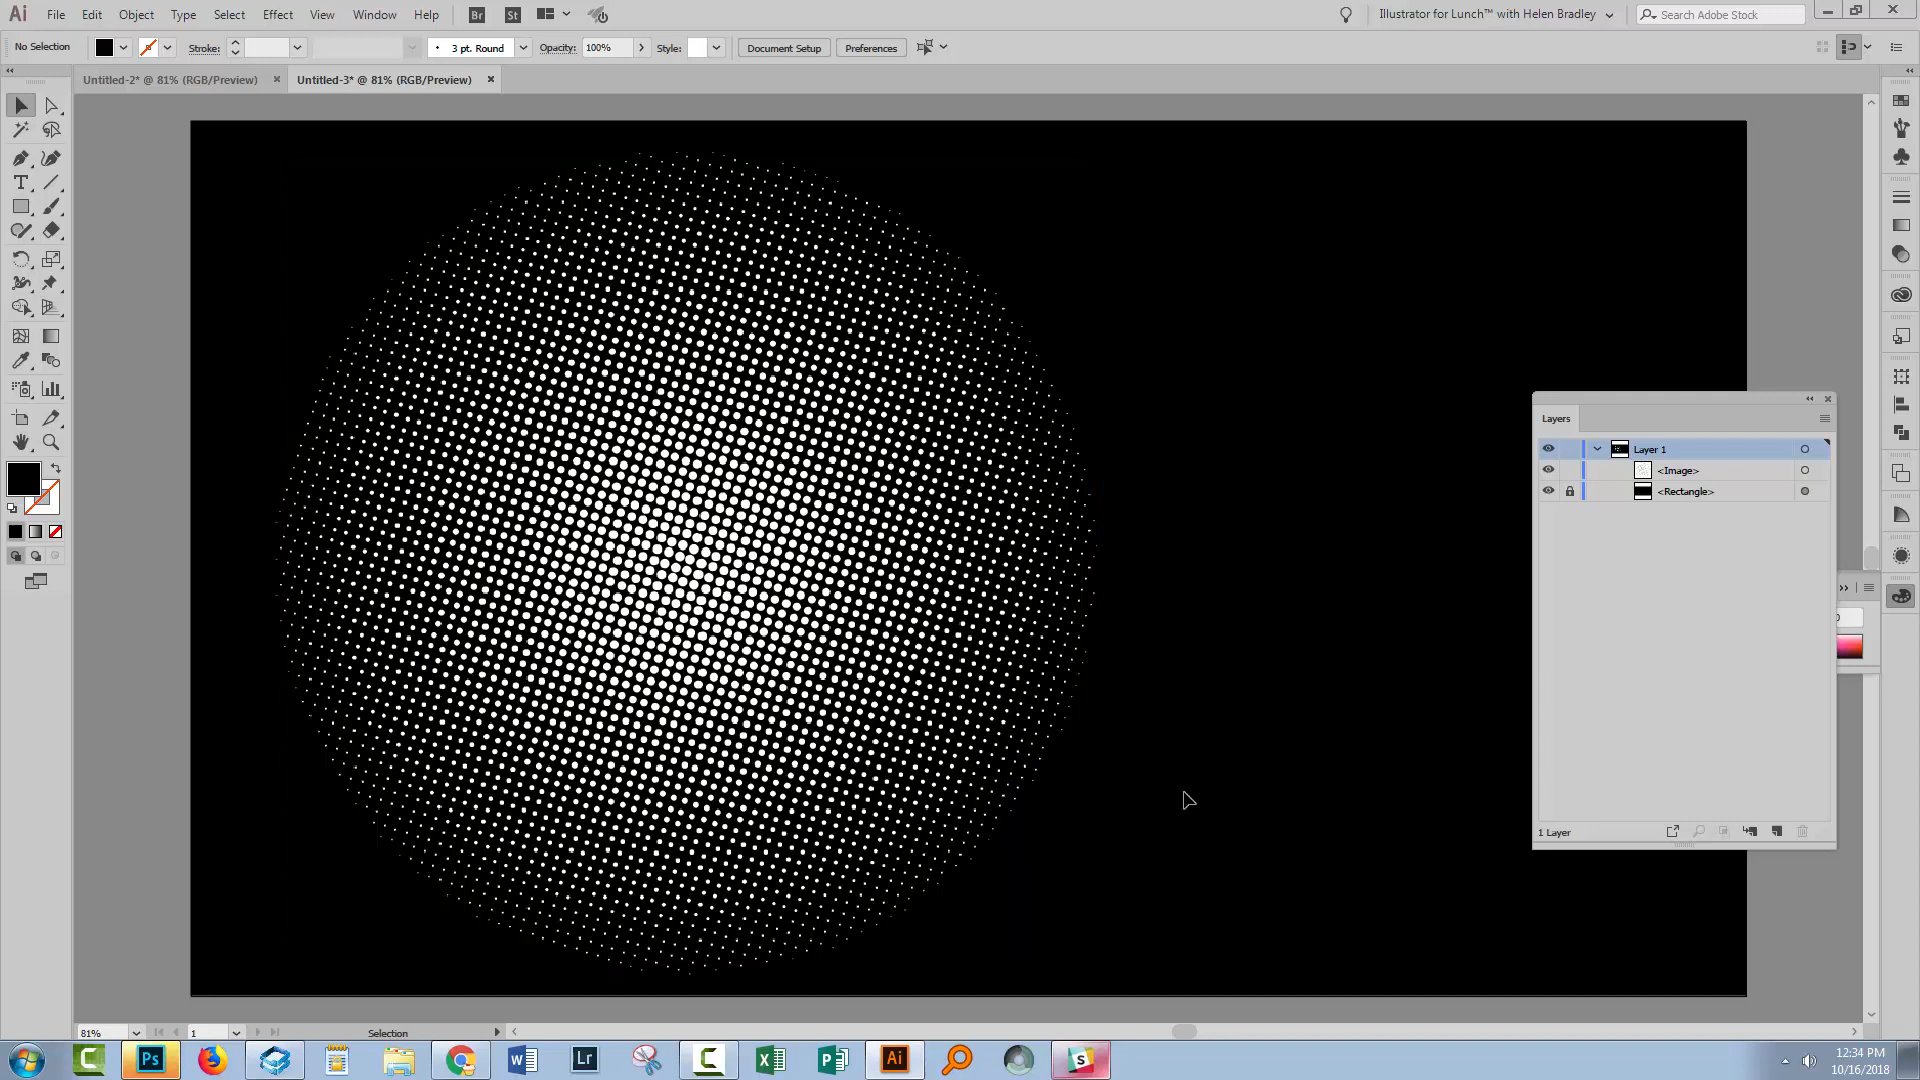 Ai File Edit Object Type Select Effect View Window Help Br St Illustrator for Lunch™ with Helen Bradley Search Adobe Stock
No Selection Stroke: 3 pt. Round Opacity: 100% Style: Document Setup Preferences
Untitled-2* @ 81% (RGB/Preview) Untitled-3* @ 81% (RGB/Preview)
Layers
Layer 1
<Image>
<Rectangle>
1 Layer
81% 1 Selection
Ps W Lr X P Ai S
12:34 PM
10/16/2018